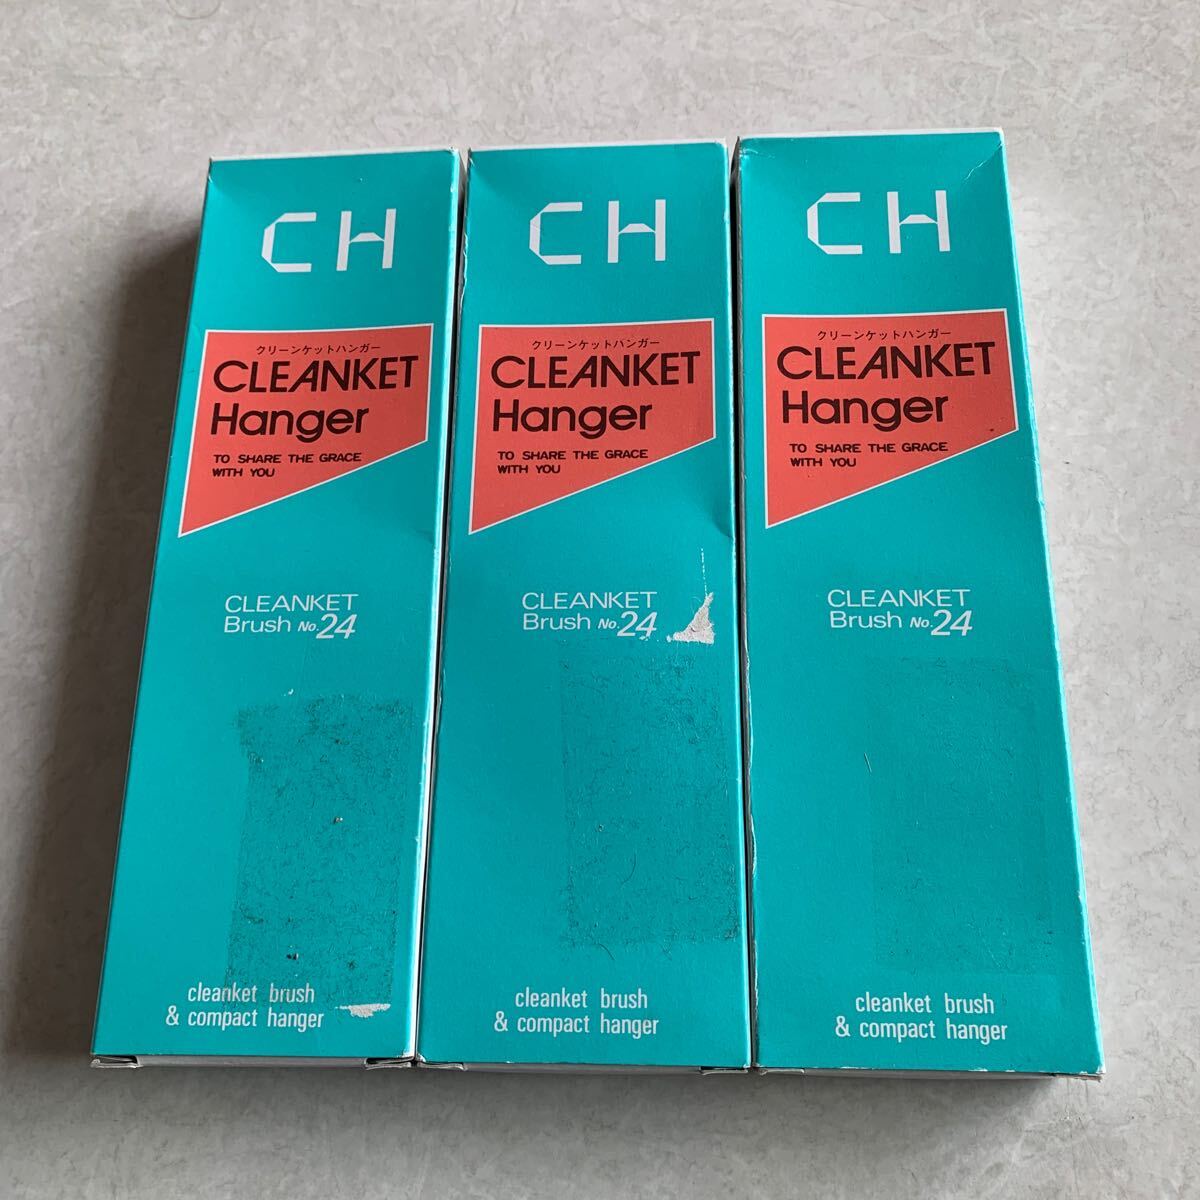 CH
クリーンケットハンガー
CLEANKET
Hanger
TO SHARE THE GRACE
WITH YOU
CLEANKET
Brush No.24
cleanket brush
& compact hanger
CH
クリーンケットハンガー
CLEANKET
Hanger
TO SHARE THE GRACE
WITH YOU
CLEANKET
Brush No.24
cleanket brush
& compact hanger
CH
クリーンケットハンガー
CLEANKET
Hanger
TO SHARE THE GRACE
WITH YOU
CLEANKET
Brush No.24
cleanket brush
& compact hanger